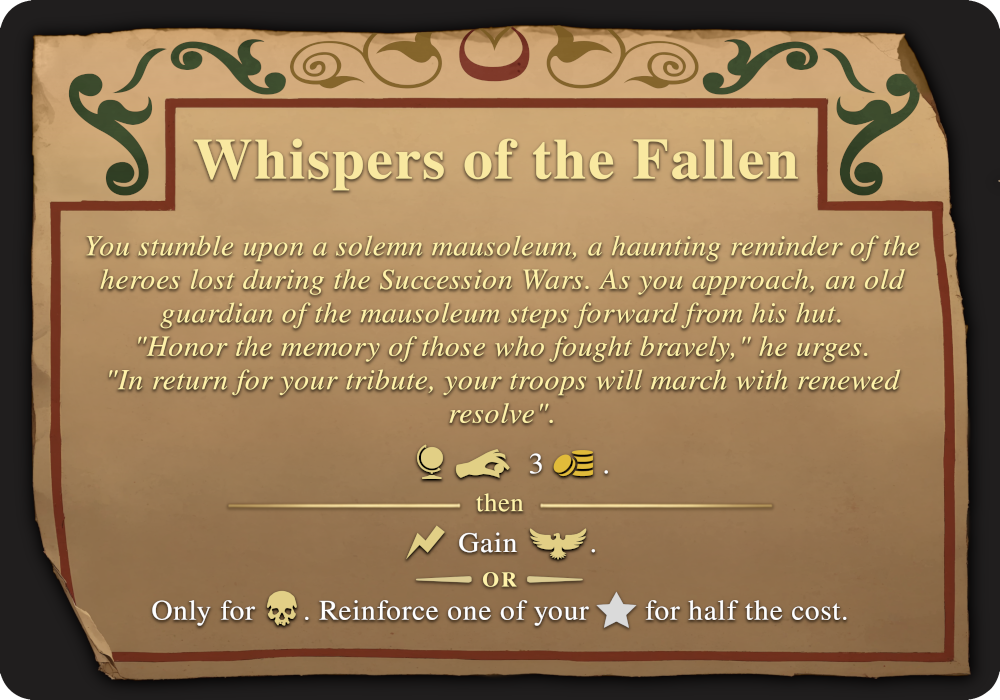 Whispers of the Fallen
You stumble upon a solemn mausoleum, a haunting reminder of the
heroes lost during the Succession Wars. As you approach, an old
guardian of the mausoleum steps forward from his hut.
"Honor the memory of those who fought bravely," he urges.
"In return for your tribute, your troops will march with renewed
resolve".
3 .
then
Gain .
OR
Only for . Reinforce one of your for half the cost.